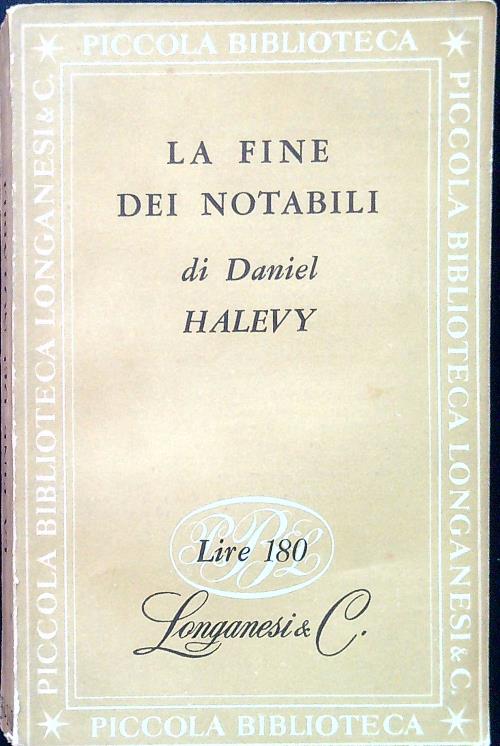 PICCOLA BIBLIOTECA
PICCOLA BIBLIOTECA LONGANESI & C.
PICCOLA BIBLIOTECA LONGANESI & C.
LA FINE
DEI NOTABILI
di Daniel
HALEVY
PBL
Lire 180
Longanesi & C.
PICCOLA BIBLIOTECA